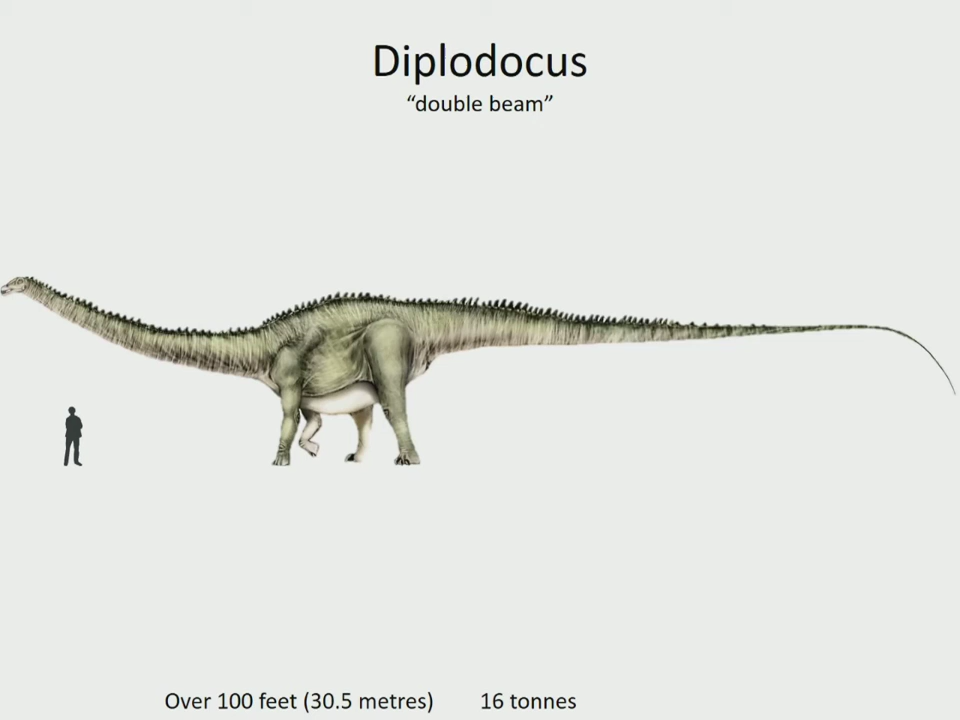 Diplodocus
“double beam”
Over 100 feet (30.5 metres) 16 tonnes